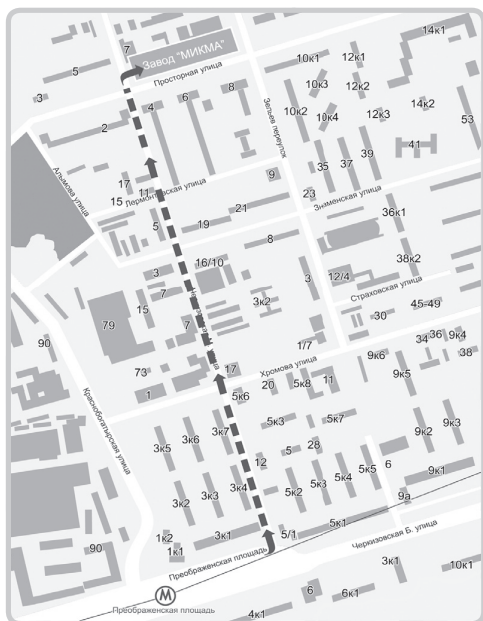 14к1
7
Завод "МИКМА"
5
Просторная улица
10к1
12к1
3
4
6
8
10к3
12к2
Зельев переулок
10к2
14к2
12к3
10к4
53
2
41
39
37
35
Альмова улица
17
11
9
15
Лермонтовская улица
23
21
Знаменская улица
36к1
5
19
8
38к2
16/10
3
3
12/4
7
Страховская улица
3к2
45-49
15
30
79
7
90
1/7
36
9к4
34
38
Хромова улица
9к6
73
17
9к5
20
5к8
11
1
5к6
Краснобогатырская улица
5к3
5к7
3к7
9к3
3к6
9к2
3к5
28
5
12
5к5
6
5к4
9к1
3к4
5к3
3к3
5к2
3к2
9а
5к1
5/1
Черкизовская Б. улица
1к2
3к1
90
1к1
Преображенская площадь
3к1
10к1
М
6
6к1
Преображенская площадь
4к1